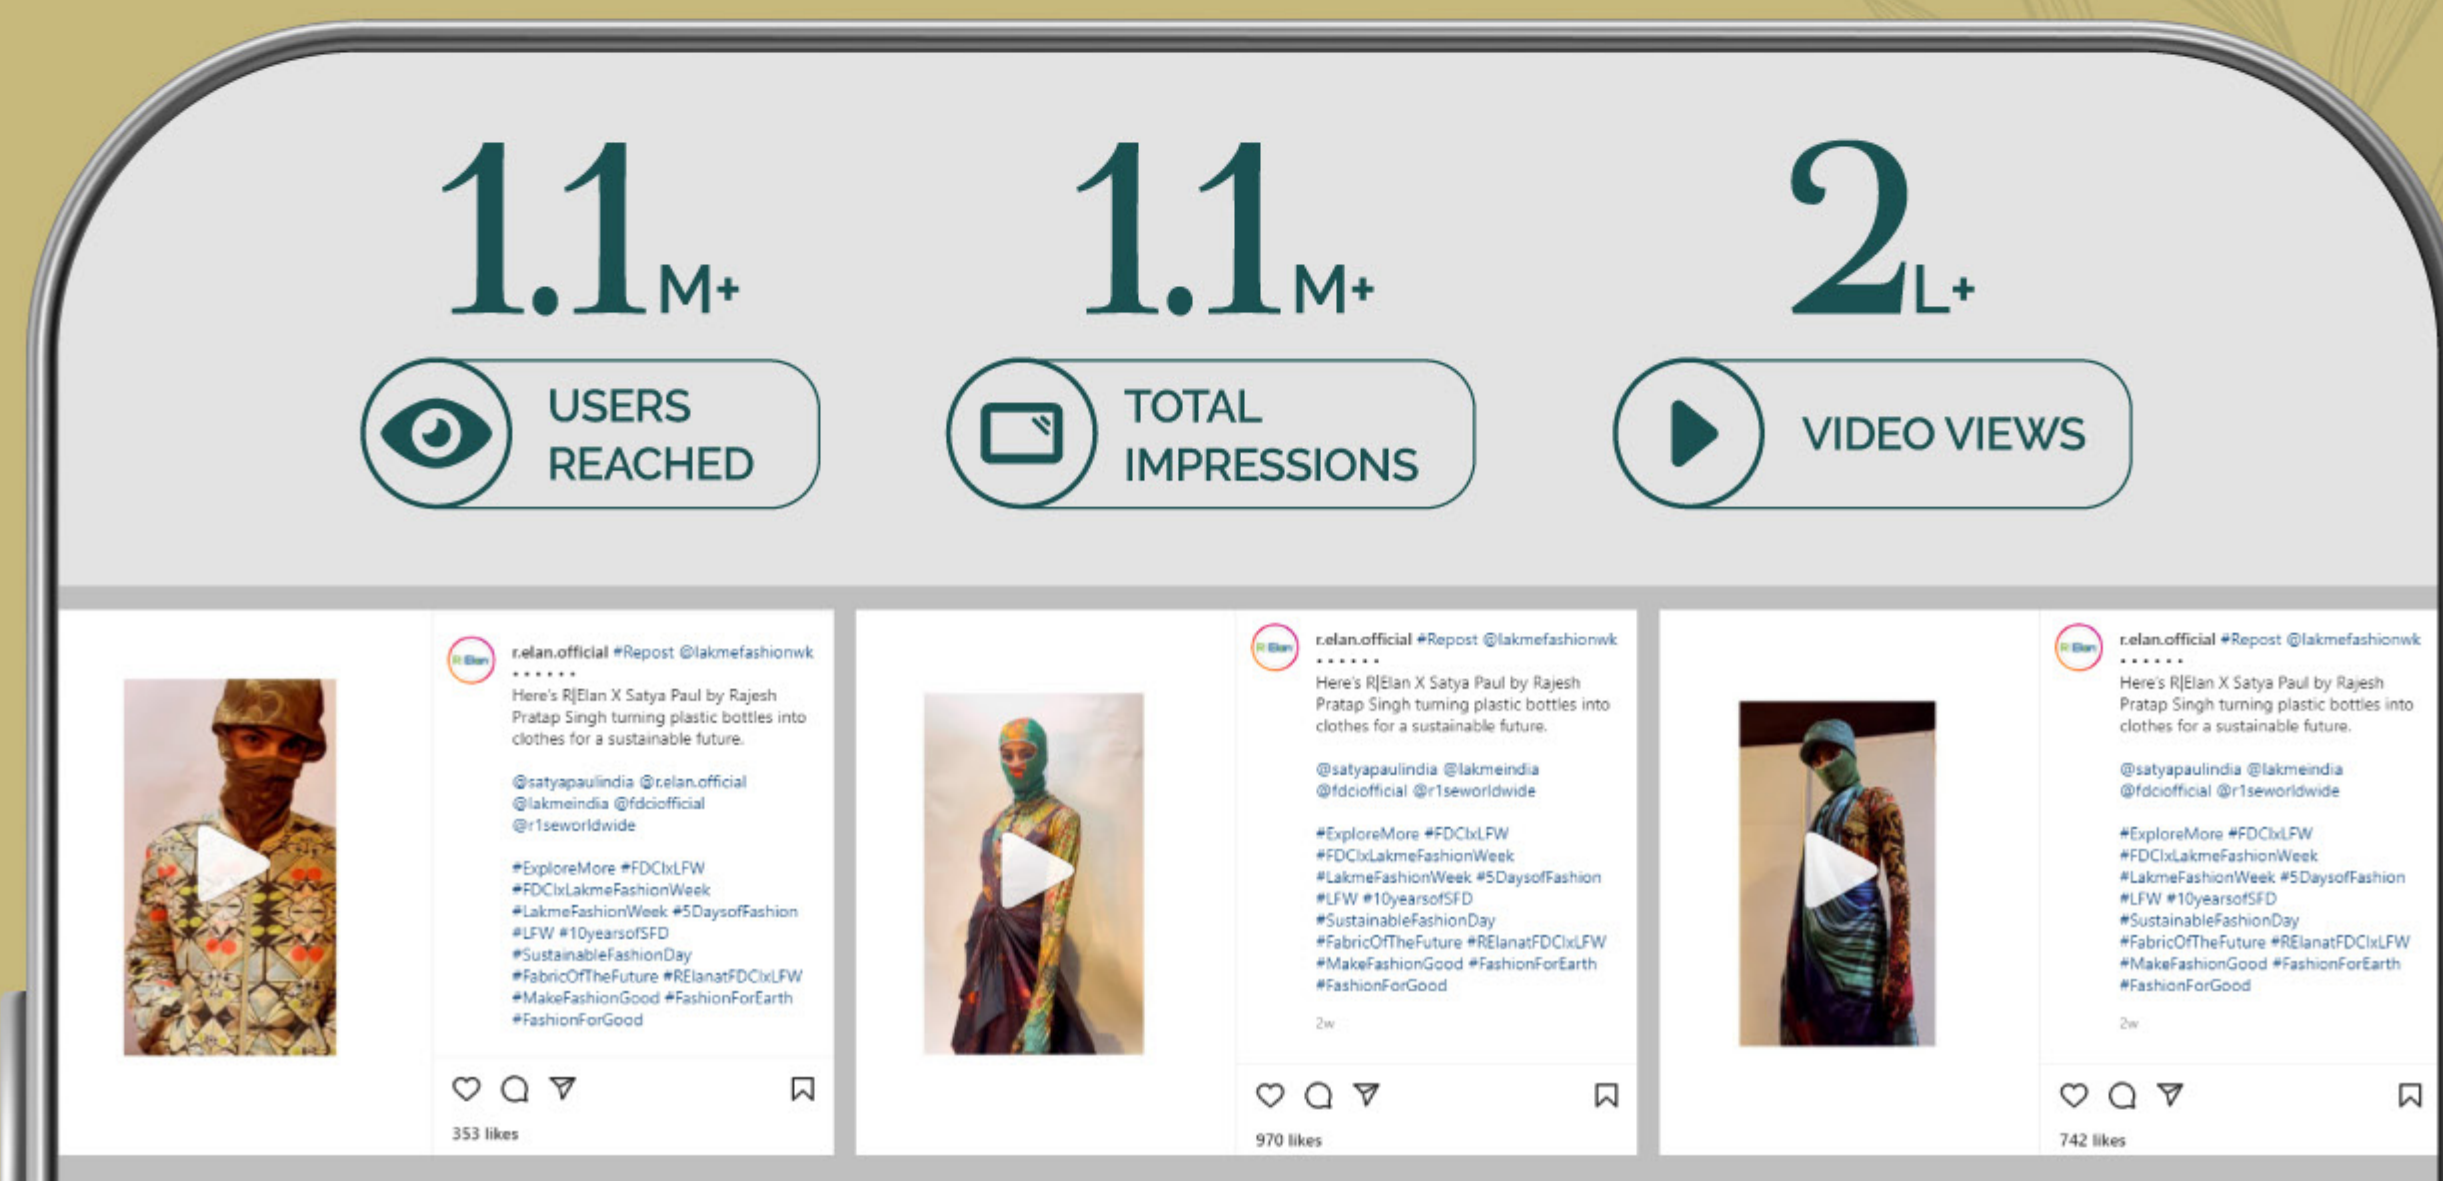 1.1M+
USERS
REACHED
1.1M+
TOTAL
IMPRESSIONS
2L+
VIDEO VIEWS
R|Elan
r.elan.official #Repost @lakmefashionwk
• • • • • •
Here's R|Elan X Satya Paul by Rajesh
Pratap Singh turning plastic bottles into
clothes for a sustainable future.
@satyapaulindia @r.elan.official
@lakmeindia @fdciofficial
@r1seworldwide
#ExploreMore #FDCIxLFW
#FDCIxLakmeFashionWeek
#LakmeFashionWeek #5DaysofFashion
#LFW #10yearsofSFD
#SustainableFashionDay
#FabricOfTheFuture #RElanatFDCIxLFW
#MakeFashionGood #FashionForEarth
#FashionForGood
353 likes
R|Elan
r.elan.official #Repost @lakmefashionwk
• • • • • •
Here's R|Elan X Satya Paul by Rajesh
Pratap Singh turning plastic bottles into
clothes for a sustainable future.
@satyapaulindia @lakmeindia
@fdciofficial @r1seworldwide
#ExploreMore #FDCIxLFW
#FDCIxLakmeFashionWeek
#LakmeFashionWeek #5DaysofFashion
#LFW #10yearsofSFD
#SustainableFashionDay
#FabricOfTheFuture #RElanatFDCIxLFW
#MakeFashionGood #FashionForEarth
#FashionForGood
2w
970 likes
R|Elan
r.elan.official #Repost @lakmefashionwk
• • • • • •
Here's R|Elan X Satya Paul by Rajesh
Pratap Singh turning plastic bottles into
clothes for a sustainable future.
@satyapaulindia @lakmeindia
@fdciofficial @r1seworldwide
#ExploreMore #FDCIxLFW
#FDCIxLakmeFashionWeek
#LakmeFashionWeek #5DaysofFashion
#LFW #10yearsofSFD
#SustainableFashionDay
#FabricOfTheFuture #RElanatFDCIxLFW
#MakeFashionGood #FashionForEarth
#FashionForGood
2w
742 likes